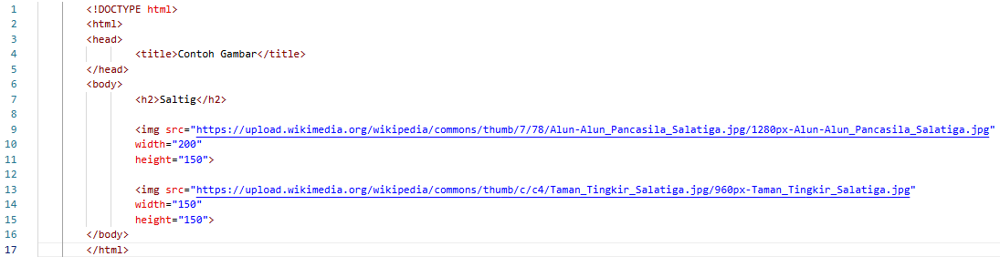 1 <!DOCTYPE html>
2 <html>
3 <head>
4 <title>Contoh Gambar</title>
5 </head>
6 <body>
7 <h2>Saltig</h2>
8
9 <img src="https://upload.wikimedia.org/wikipedia/commons/thumb/7/78/Alun-Alun_Pancasila_Salatiga.jpg/1280px-Alun-Alun_Pancasila_Salatiga.jpg"
10 width="200"
11 height="150">
12
13 <img src="https://upload.wikimedia.org/wikipedia/commons/thumb/c/c4/Taman_Tingkir_Salatiga.jpg/960px-Taman_Tingkir_Salatiga.jpg"
14 width="150"
15 height="150">
16 </body>
17 </html>